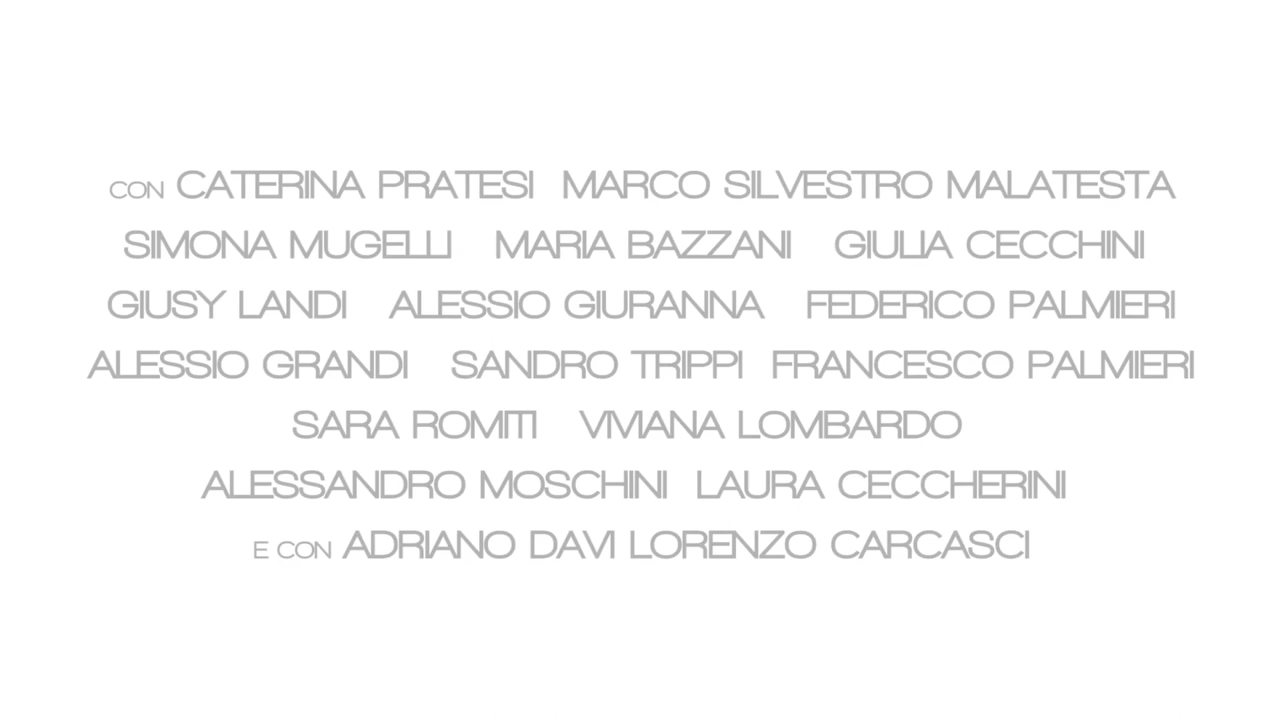 CON CATERINA PRATESI MARCO SILVESTRO MALATESTA
SIMONA MUGELLI MARIA BAZZANI GIULIA CECCHINI
GIUSY LANDI ALESSIO GIURANNA FEDERICO PALMIERI
ALESSIO GRANDI SANDRO TRIPPI FRANCESCO PALMIERI
SARA ROMITI VIVIANA LOMBARDO
ALESSANDRO MOSCHINI LAURA CECCHERINI
E CON ADRIANO DAVI LORENZO CARCASCI